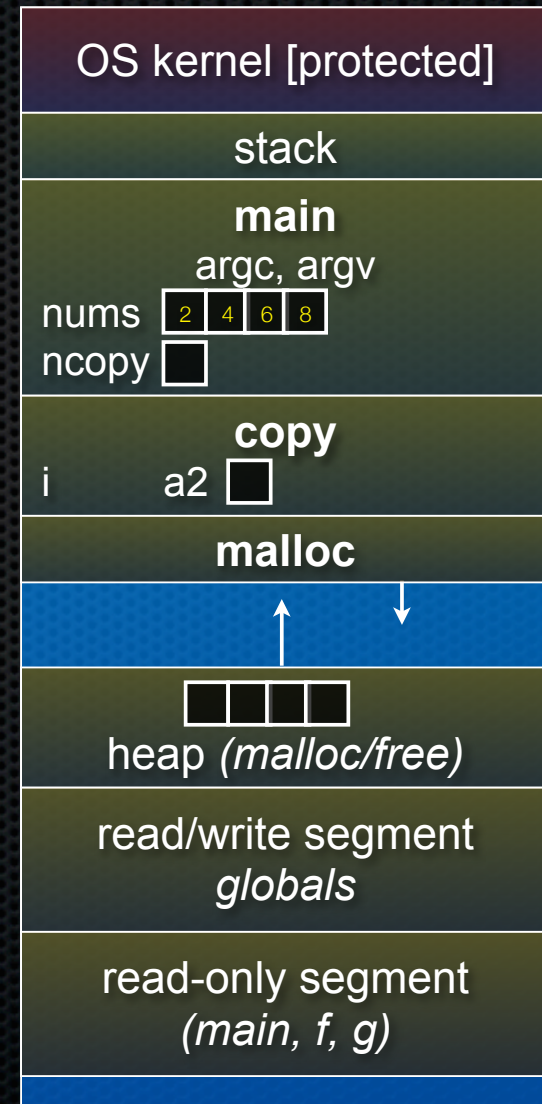 OS kernel [protected]
stack
main
argc, argv
nums 2 4 6 8
ncopy
copy
i a2
malloc
heap (malloc/free)
read/write segment
globals
read-only segment
(main, f, g)